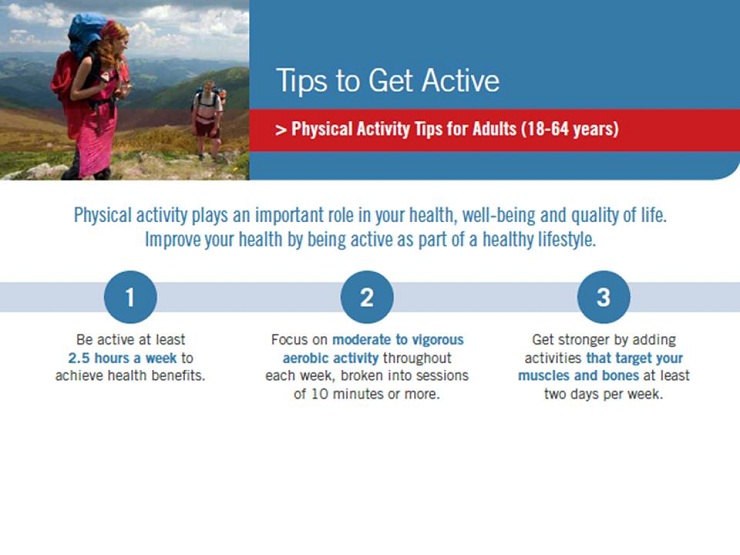 Tips to Get Active
> Physical Activity Tips for Adults (18-64 years)
Physical activity plays an important role in your health, well-being and quality of life.
Improve your health by being active as part of a healthy lifestyle.
1
Be active at least
2.5 hours a week to
achieve health benefits.
2
Focus on moderate to vigorous
aerobic activity throughout
each week, broken into sessions
of 10 minutes or more.
3
Get stronger by adding
activities that target your
muscles and bones at least
two days per week.